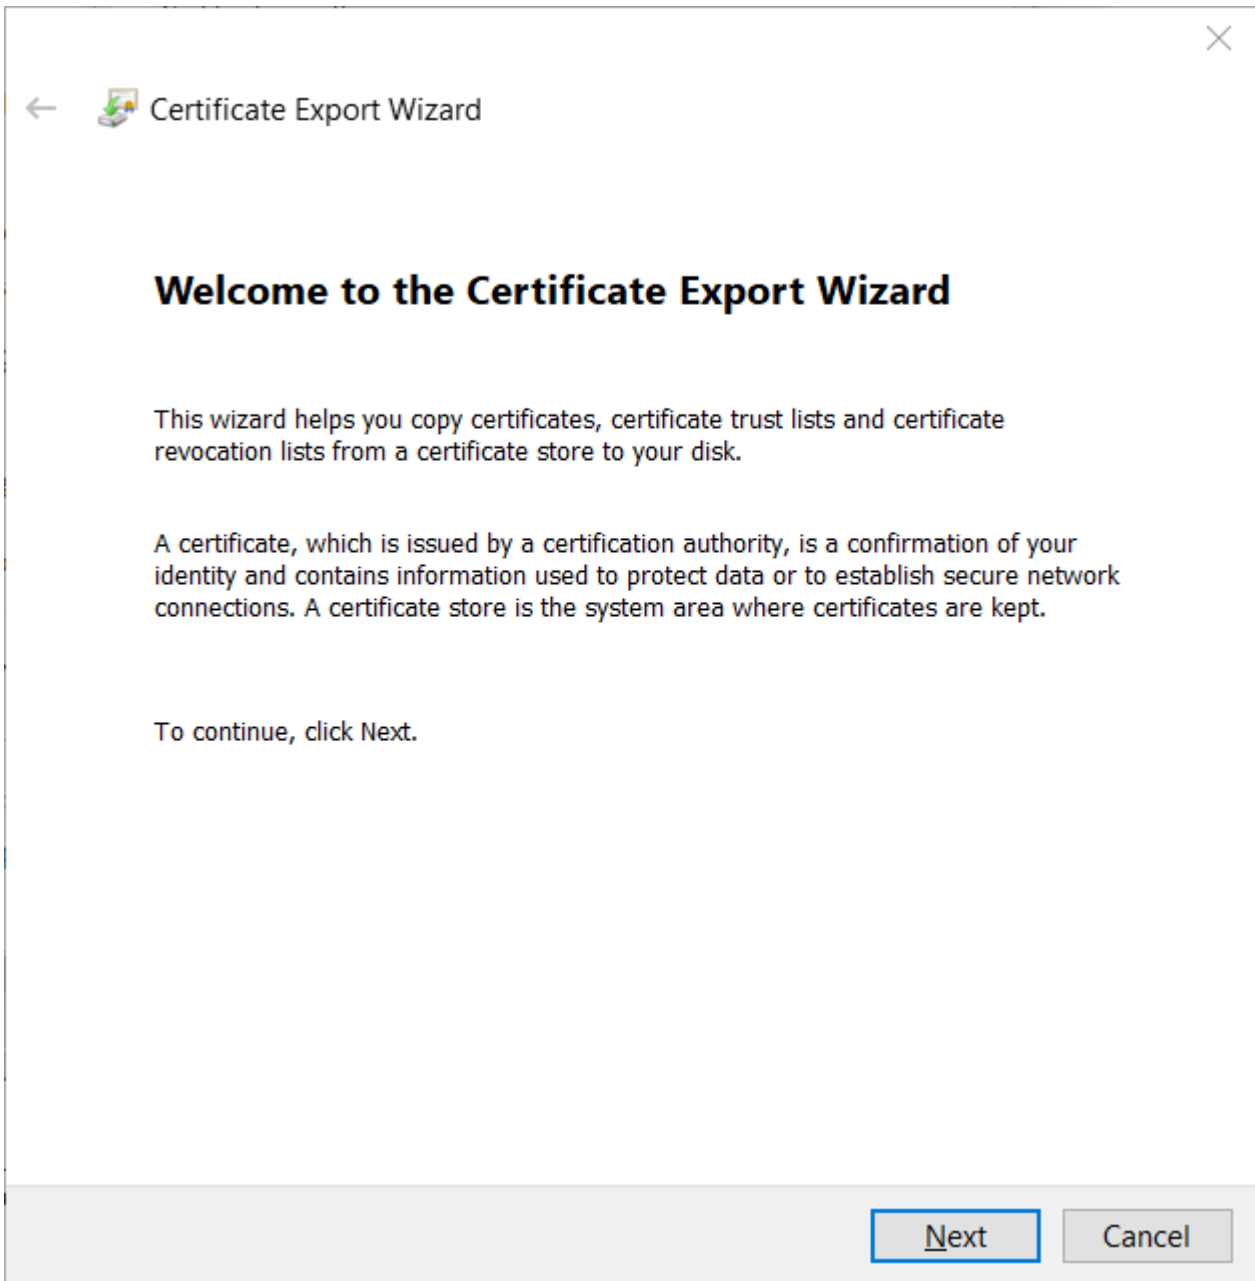 Certificate Export Wizard
Welcome to the Certificate Export Wizard
This wizard helps you copy certificates, certificate trust lists and certificate
revocation lists from a certificate store to your disk.
A certificate, which is issued by a certification authority, is a confirmation of your
identity and contains information used to protect data or to establish secure network
connections. A certificate store is the system area where certificates are kept.
To continue, click Next.
Next
Cancel